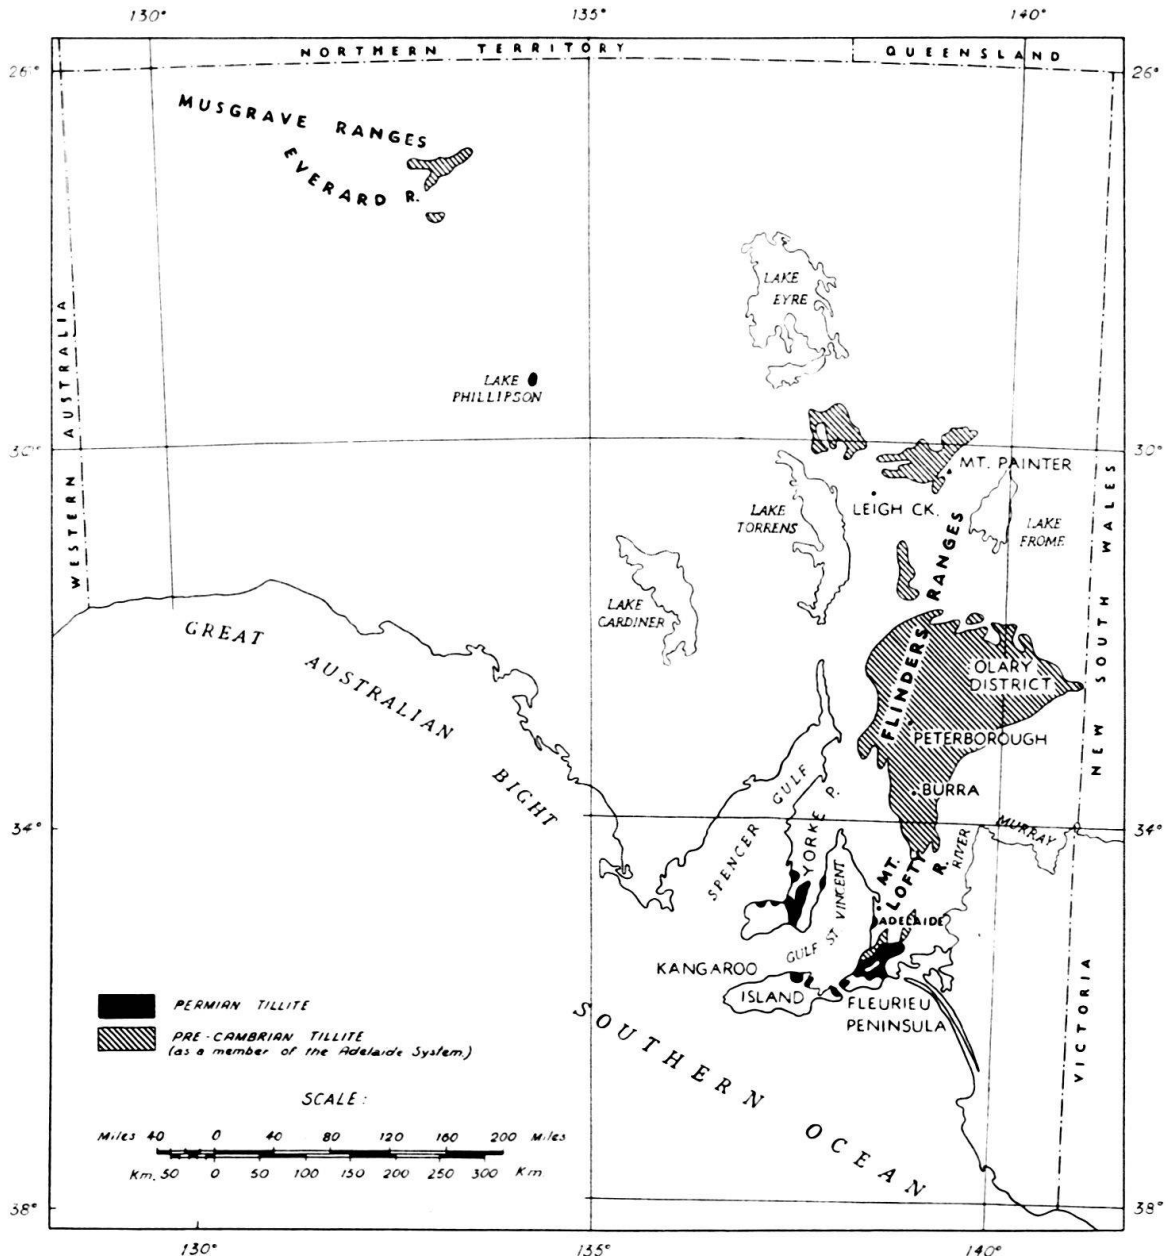 130° 135° 140°
NORTHERN TERRITORY QUEENSLAND
26° 26°
MUSGRAVE RANGES
EVERARD R.
LAKE
EYRE
WESTERN AUSTRALIA
LAKE
PHILLIPSON
30° 30°
MT. PAINTER
LEIGH CK.
LAKE
TORRENS
LAKE
FROME
NEW SOUTH WALES
FLINDERS RANGES
LAKE
GARDINER
GREAT AUSTRALIAN BIGHT
OLARY
DISTRICT
PETERBOROUGH
BURRA
SPENCER GULF
YORKE P.
34° 34°
RIVER MURRAY
MT.
LOFTY R.
GULF ST. VINCENT
ADELAIDE
KANGAROO
ISLAND
FLEURIEU
PENINSULA
VICTORIA
SOUTHERN OCEAN
PERMIAN TILLITE
PRE-CAMBRIAN TILLITE
(as a member of the Adelaide System.)
SCALE:
Miles 40 0 40 80 120 160 200 Miles
Km. 50 0 50 100 150 200 250 300 Km
38° 38°
130° 135° 140°